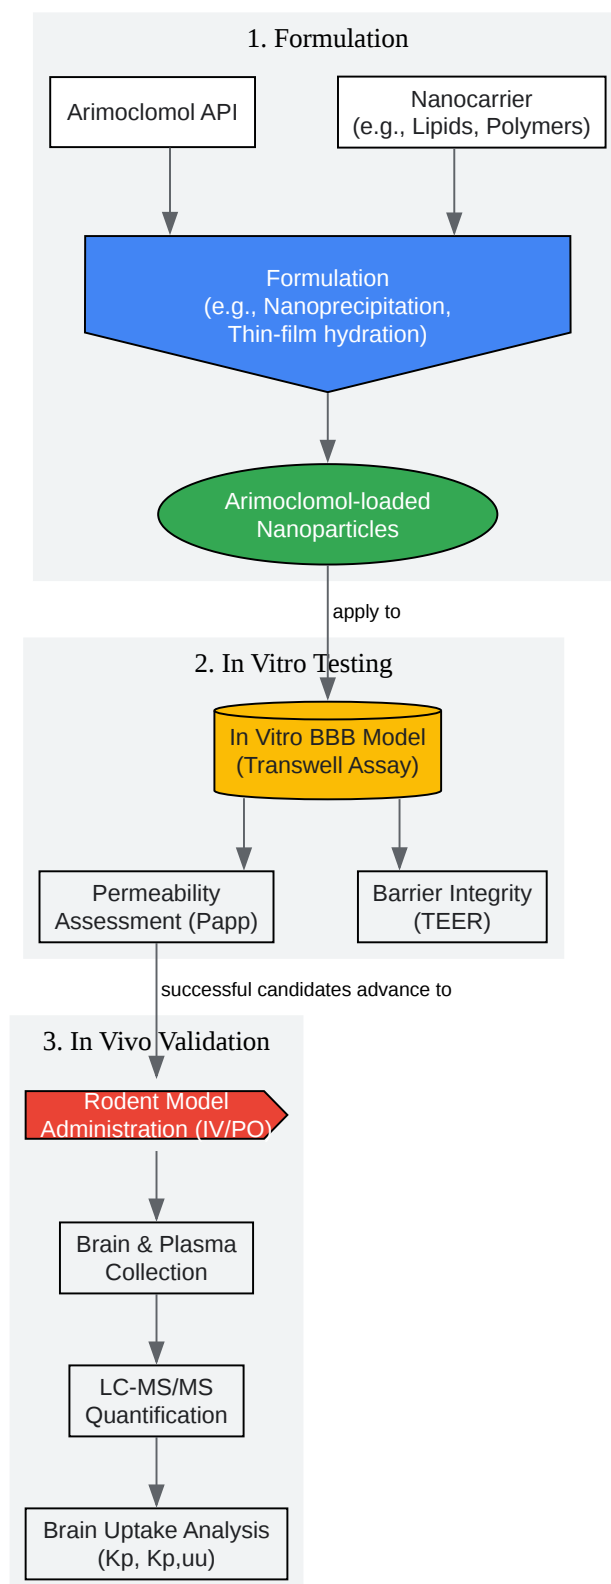 1. Formulation
Arimoclomol API
Nanocarrier
(e.g., Lipids, Polymers)
Formulation
(e.g., Nanoprecipitation,
Thin-film hydration)
Arimoclomol-loaded
Nanoparticles
apply to
2. In Vitro Testing
In Vitro BBB Model
(Transwell Assay)
Permeability
Assessment (Papp)
Barrier Integrity
(TEER)
successful candidates advance to
3. In Vivo Validation
Rodent Model
Administration (IV/PO)
Brain & Plasma
Collection
LC-MS/MS
Quantification
Brain Uptake Analysis
(Kp, Kp,uu)